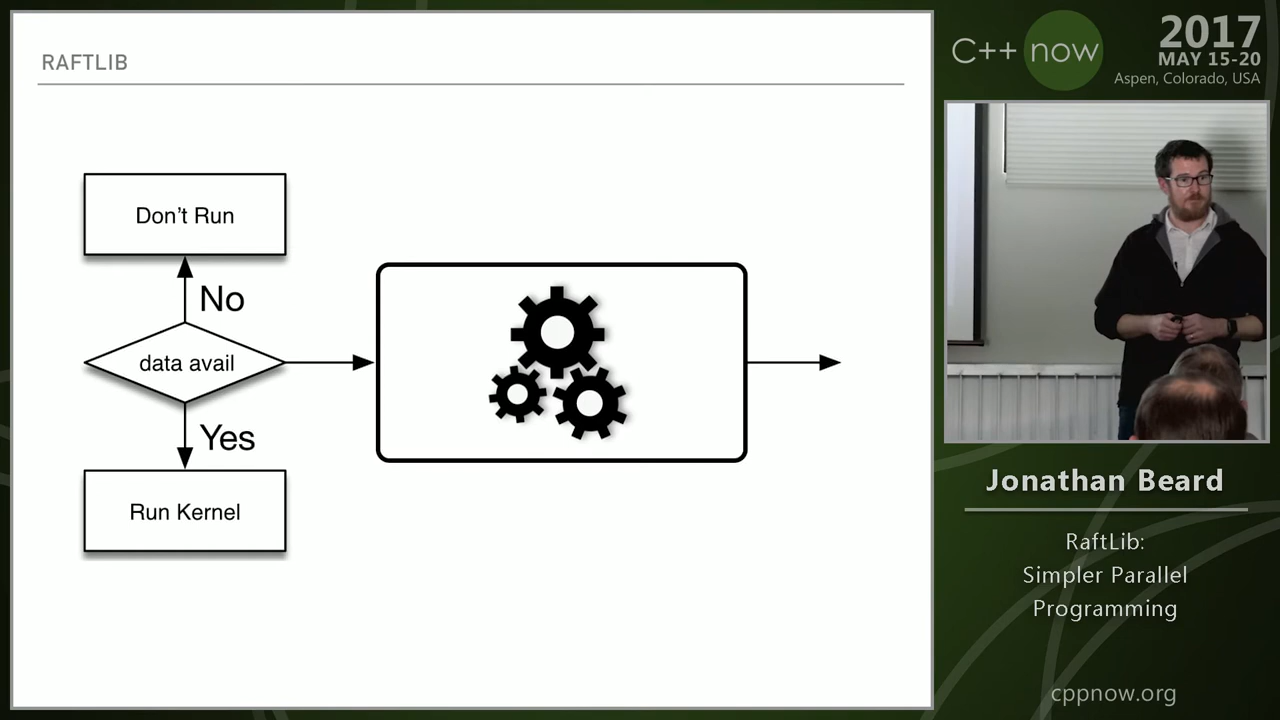 RAFTLIB
Don't Run
No
data avail
Yes
Run Kernel
C++ now
2017
MAY 15-20
Aspen, Colorado, USA
Jonathan Beard
RaftLib:
Simpler Parallel
Programming
cppnow.org